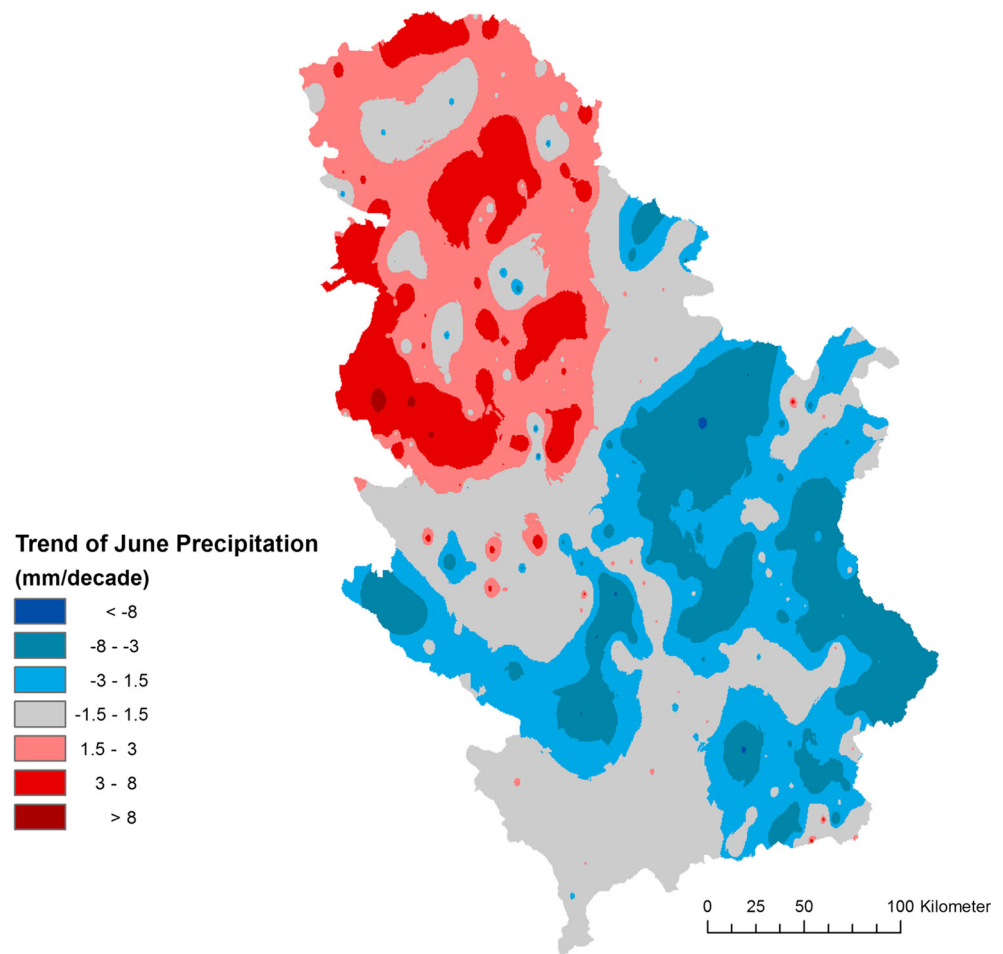 Trend of June Precipitation
(mm/decade)
< -8
-8 - -3
-3 - 1.5
-1.5 - 1.5
1.5 - 3
3 - 8
> 8
0 25 50 100 Kilometer